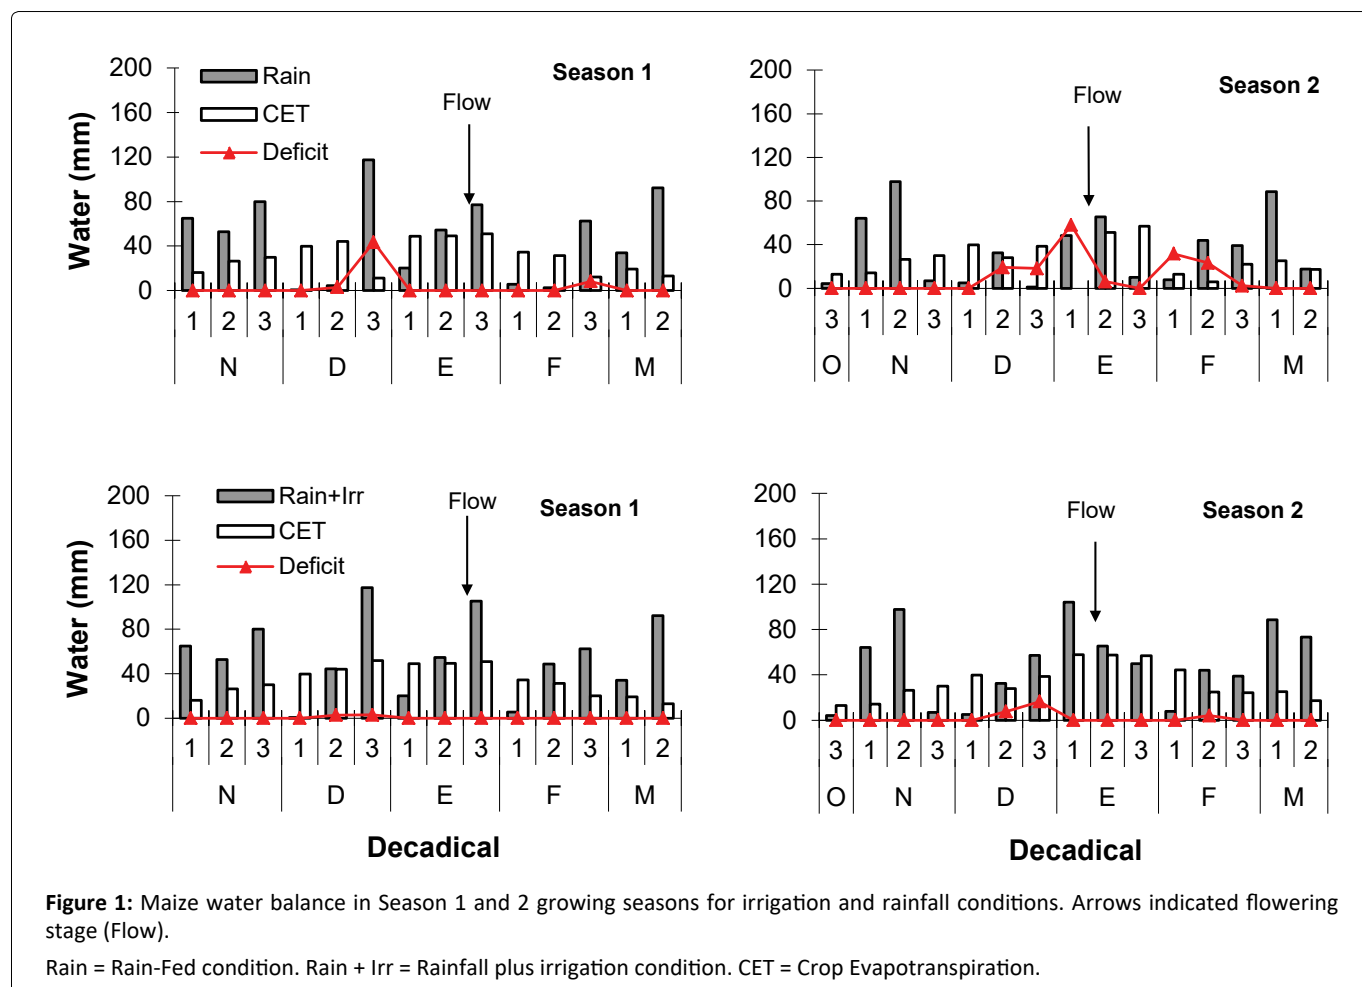 200
160
120
80
40
0
Water (mm)
Rain
CET
Deficit
Flow
Season 1
1 2 3 1 2 3 1 2 3 1 2 3 1 2
N D E F M
200
160
120
80
40
0
Flow
Season 2
3 1 2 3 1 2 3 1 2 3 1 2 3 1 2
O N D E F M
200
160
120
80
40
0
Water (mm)
Rain+Irr
CET
Deficit
Flow
Season 1
1 2 3 1 2 3 1 2 3 1 2 3 1 2
N D E F M
Decadical
200
160
120
80
40
0
Flow
Season 2
3 1 2 3 1 2 3 1 2 3 1 2 3 1 2
O N D E F M
Decadical
Figure 1: Maize water balance in Season 1 and 2 growing seasons for irrigation and rainfall conditions. Arrows indicated flowering
stage (Flow).
Rain = Rain-Fed condition. Rain + Irr = Rainfall plus irrigation condition. CET = Crop Evapotranspiration.